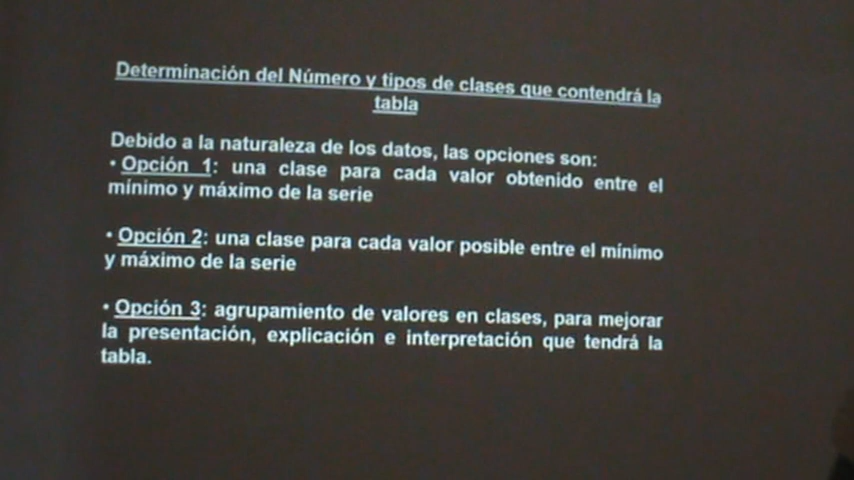 Determinación del Número y tipos de clases que contendrá la
tabla
Debido a la naturaleza de los datos, las opciones son:
• Opción 1: una clase para cada valor obtenido entre el
mínimo y máximo de la serie
• Opción 2: una clase para cada valor posible entre el mínimo
y máximo de la serie
• Opción 3: agrupamiento de valores en clases, para mejorar
la presentación, explicación e interpretación que tendrá la
tabla.